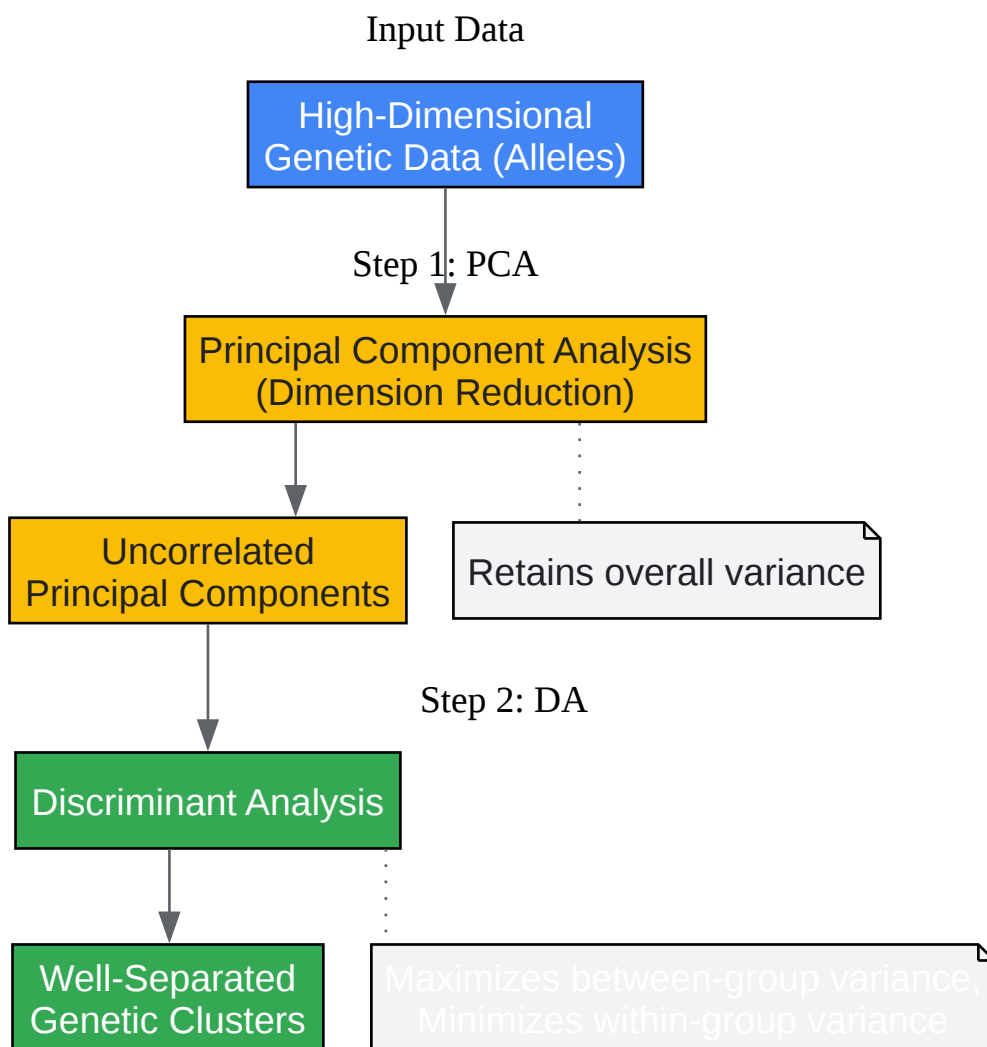 Input Data
High-Dimensional
Genetic Data (Alleles)
Step 1: PCA
Principal Component Analysis
(Dimension Reduction)
Uncorrelated
Principal Components
Retains overall variance
Step 2: DA
Discriminant Analysis
Well-Separated
Genetic Clusters
Maximizes between-group variance,
Minimizes within-group variance